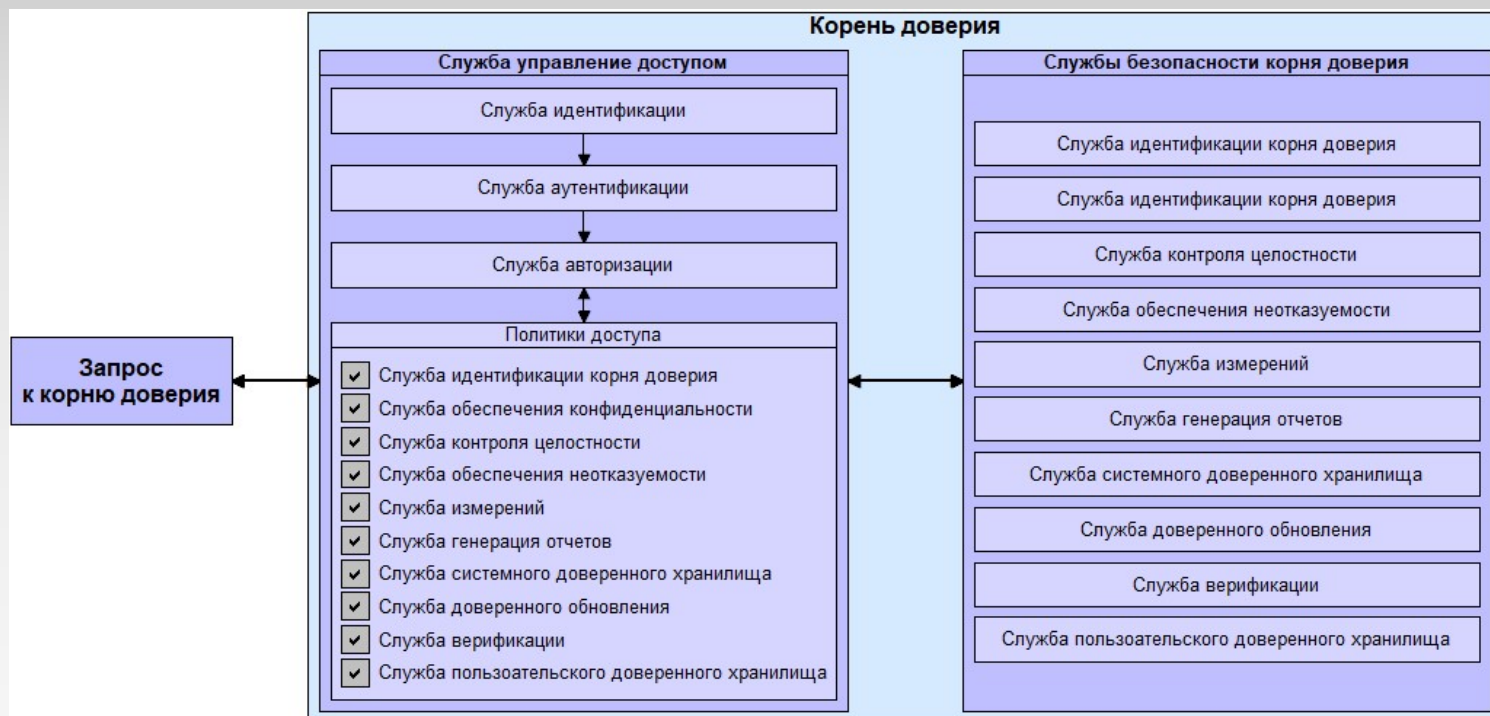 Корень доверия
Служба управление доступом
Служба идентификации
Служба аутентификации
Служба авторизации
Политики доступа
Служба идентификации корня доверия
Служба обеспечения конфиденциальности
Служба контроля целостности
Служба обеспечения неотказуемости
Служба измерений
Служба генерация отчетов
Служба системного доверенного хранилища
Служба доверенного обновления
Служба верификации
Служба пользоательского доверенного хранилища
Запрос
к корню доверия
Службы безопасности корня доверия
Служба идентификации корня доверия
Служба идентификации корня доверия
Служба контроля целостности
Служба обеспечения неотказуемости
Служба измерений
Служба генерация отчетов
Служба системного доверенного хранилища
Служба доверенного обновления
Служба верификации
Служба пользоательского доверенного хранилища